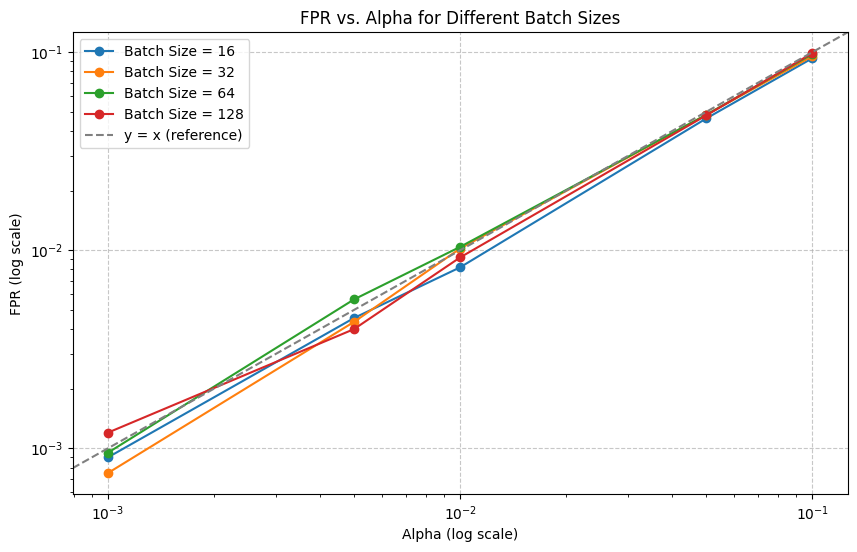 FPR vs. Alpha for Different Batch Sizes
Batch Size = 16
Batch Size = 32
Batch Size = 64
Batch Size = 128
y = x (reference)
10⁻¹
10⁻²
10⁻³
FPR (log scale)
10⁻³ 10⁻² 10⁻¹
Alpha (log scale)